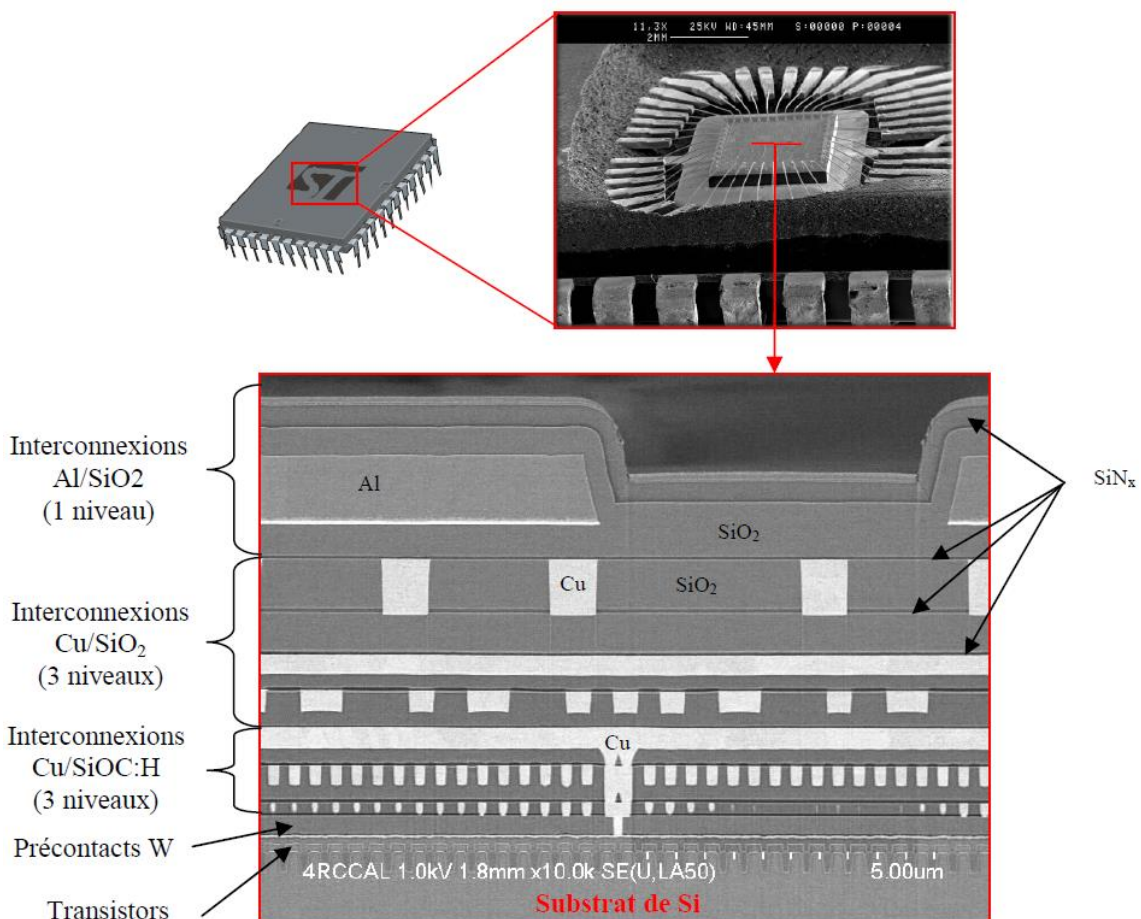 11.3X 25KV WD:45MM S:00000 P:00004
2MM
ST
Interconnexions
Al/SiO2
(1 niveau)
Al
SiO₂
SiNₓ
Interconnexions
Cu/SiO₂
(3 niveaux)
Cu
SiO₂
Interconnexions
Cu/SiOC:H
(3 niveaux)
Cu
Précontacts W
Transistors
4RCCAL 1.0kV 1.8mm x10.0k SE(U,LA50) 5.00um
Substrat de Si